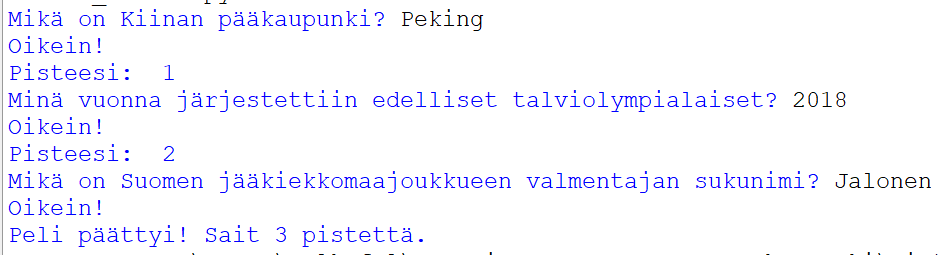 Mikä on Kiinan pääkaupunki? Peking
Oikein!
Pisteesi:  1
Minä vuonna järjestettiin edelliset talviolympialaiset? 2018
Oikein!
Pisteesi:  2
Mikä on Suomen jääkiekkomaajoukkueen valmentajan sukunimi? Jalonen
Oikein!
Peli päättyi! Sait 3 pistettä.